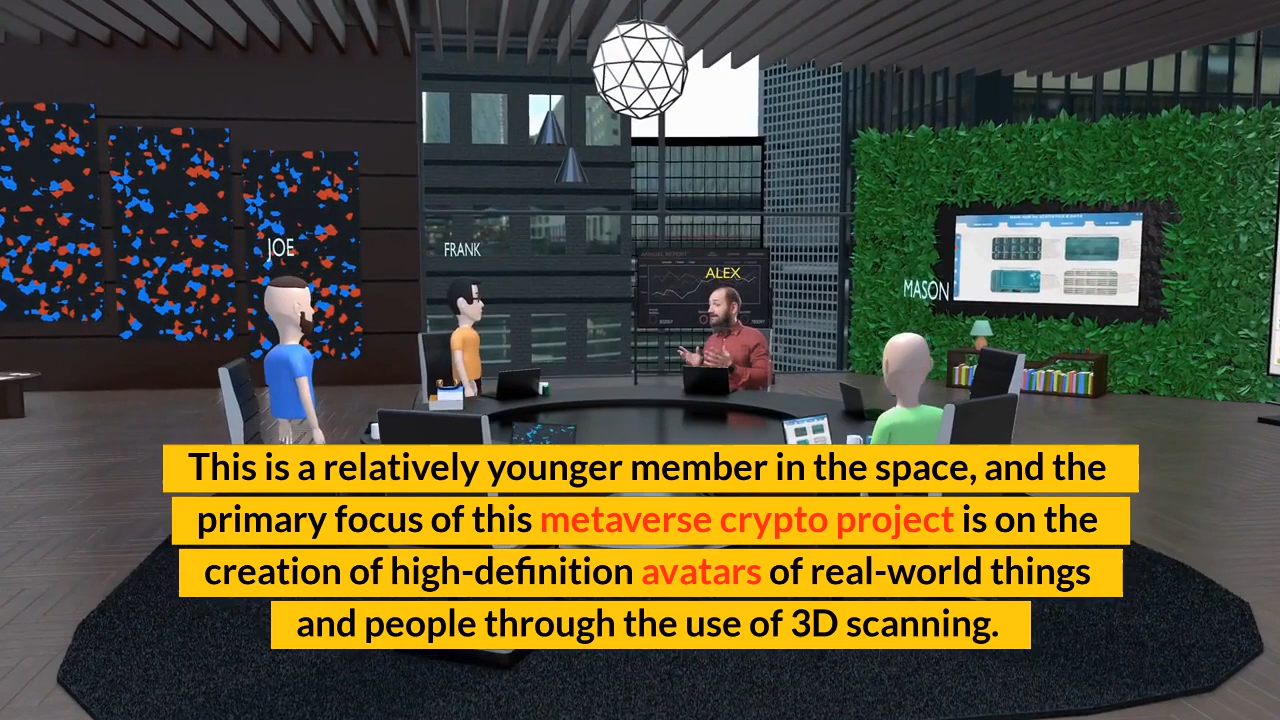 JOE
FRANK
ANNUAL REPORT
ALEX
MASON
This is a relatively younger member in the space, and the
primary focus of this metaverse crypto project is on the
creation of high-definition avatars of real-world things
and people through the use of 3D scanning.